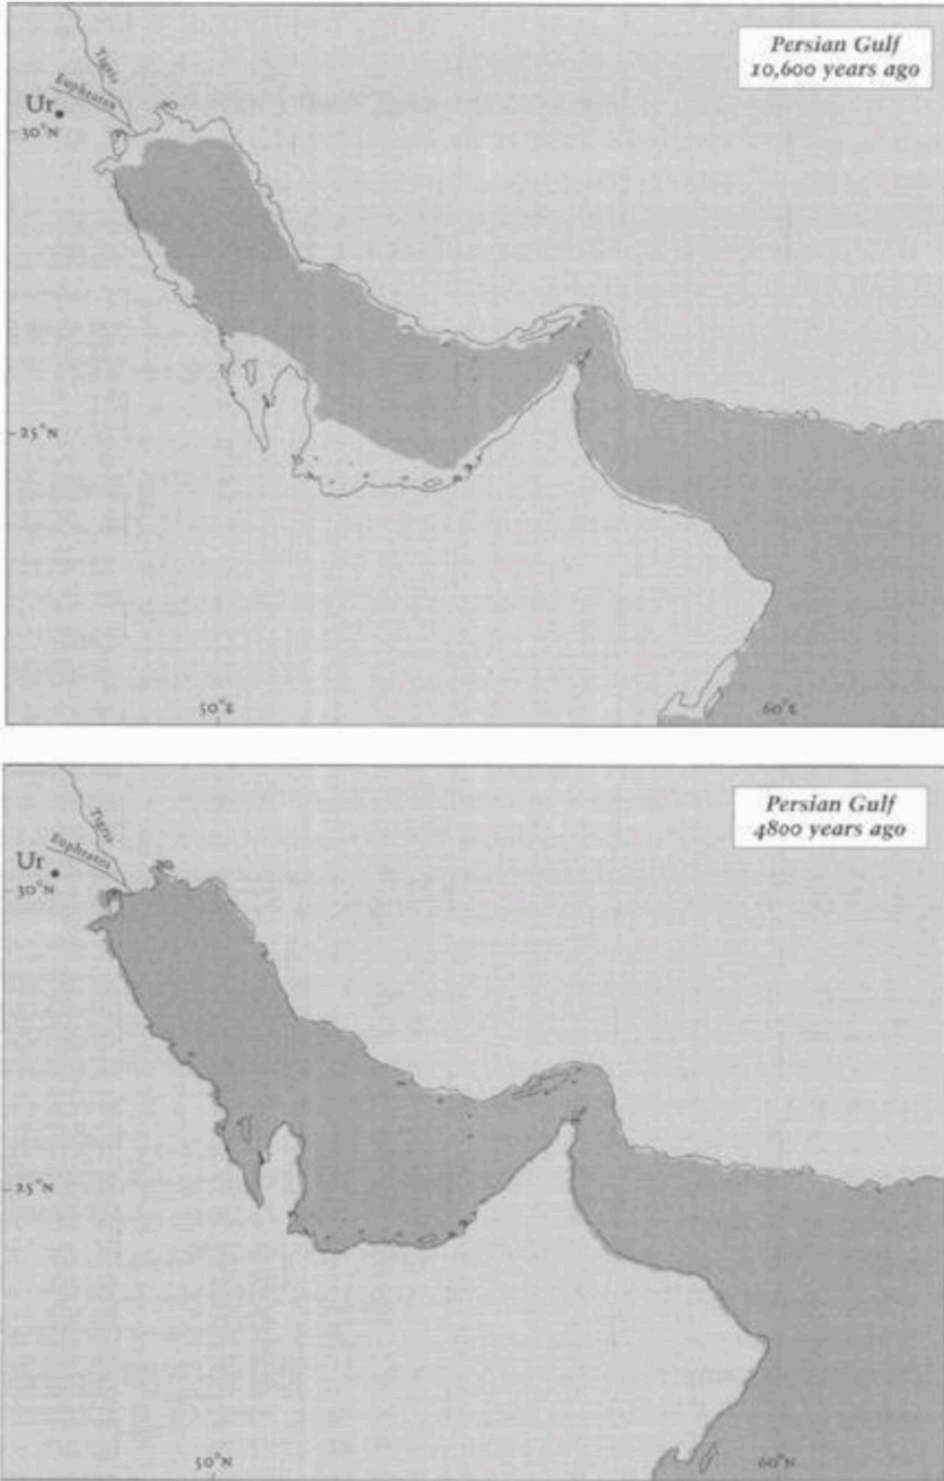 Persian Gulf
10,600 years ago
Tigris
Euphrates
Ur
30°N
25°N
50°E
60°E
Persian Gulf
4800 years ago
Tigris
Euphrates
Ur
30°N
25°N
50°N
60°N